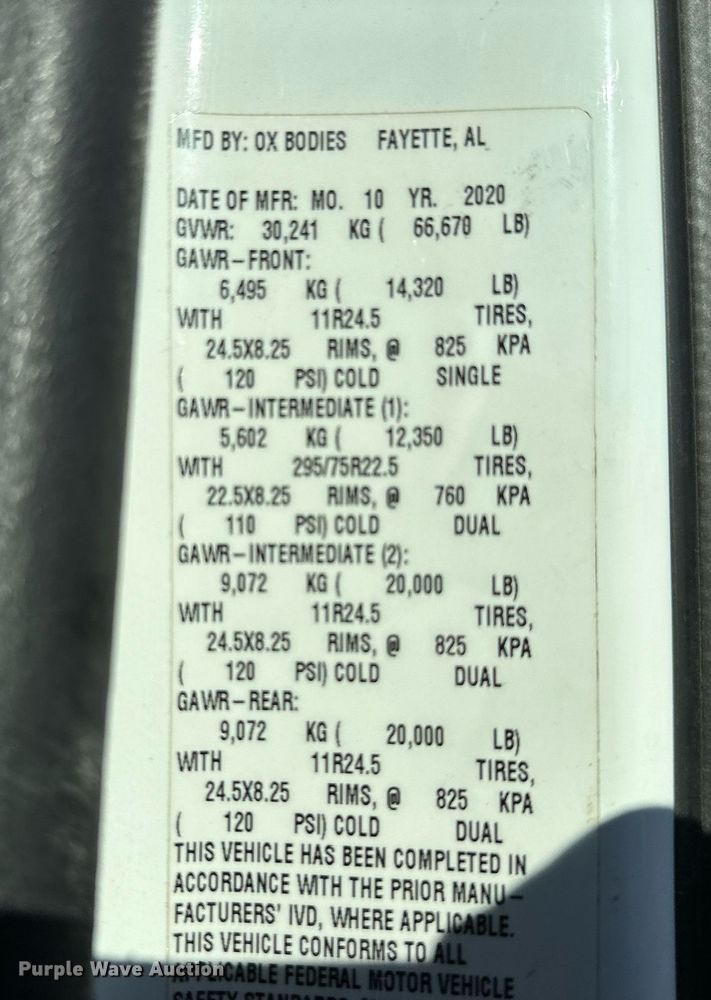 MFD BY: OX BODIES FAYETTE, AL
DATE OF MFR: MO. 10 YR. 2020
GVWR: 30,241 KG ( 66,670 LB)
GAWR-FRONT:
6,495 KG ( 14,320 LB)
WITH 11R24.5 TIRES,
24.5X8.25 RIMS, @ 825 KPA
( 120 PSI) COLD SINGLE
GAWR-INTERMEDIATE (1):
5,602 KG ( 12,350 LB)
WITH 295/75R22.5 TIRES,
22.5X8.25 RIMS, @ 760 KPA
( 110 PSI) COLD DUAL
GAWR-INTERMEDIATE (2):
9,072 KG ( 20,000 LB)
WITH 11R24.5 TIRES,
24.5X8.25 RIMS, @ 825 KPA
( 120 PSI) COLD DUAL
GAWR-REAR:
9,072 KG ( 20,000 LB)
WITH 11R24.5 TIRES,
24.5X8.25 RIMS, @ 825 KPA
( 120 PSI) COLD DUAL
THIS VEHICLE HAS BEEN COMPLETED IN
ACCORDANCE WITH THE PRIOR MANU-
FACTURERS' IVD, WHERE APPLICABLE.
THIS VEHICLE CONFORMS TO ALL
APPLICABLE FEDERAL MOTOR VEHICLE
SAFETY STANDARDS,
Purple Wave Auction